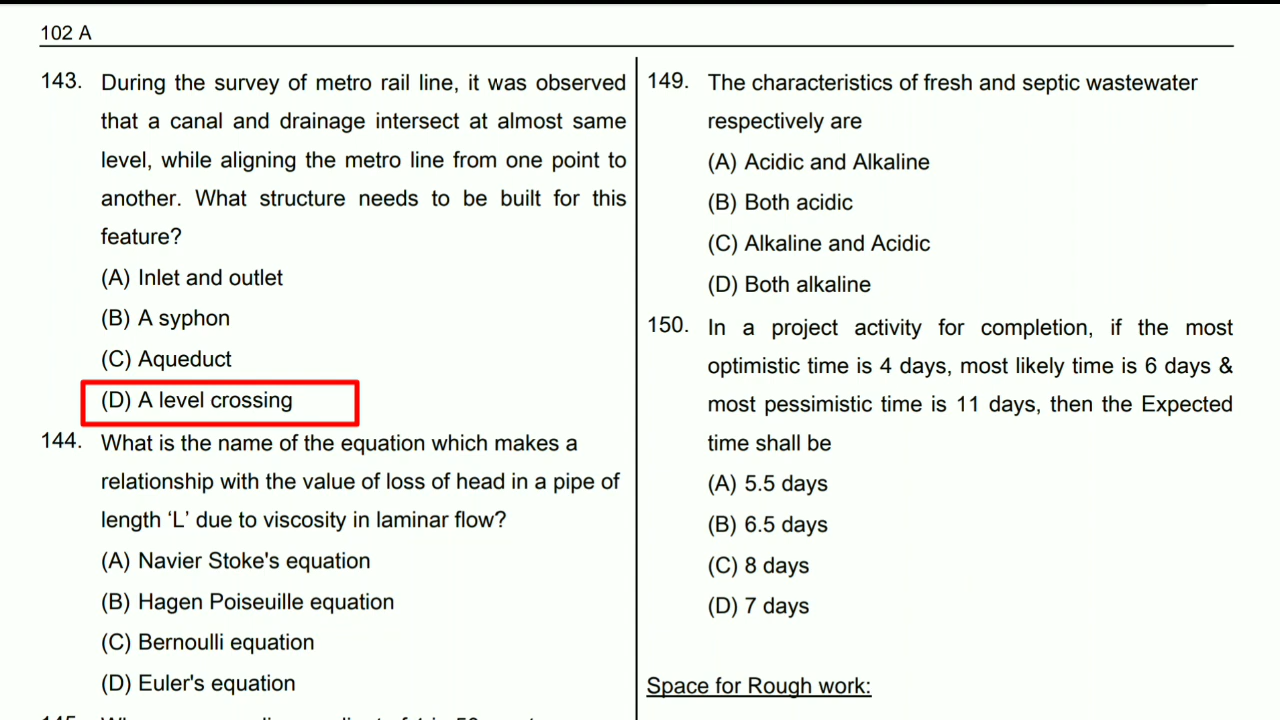 102 A
143. During the survey of metro rail line, it was observed
that a canal and drainage intersect at almost same
level, while aligning the metro line from one point to
another. What structure needs to be built for this
feature?
(A) Inlet and outlet
(B) A syphon
(C) Aqueduct
(D) A level crossing
144. What is the name of the equation which makes a
relationship with the value of loss of head in a pipe of
length ‘L’ due to viscosity in laminar flow?
(A) Navier Stoke's equation
(B) Hagen Poiseuille equation
(C) Bernoulli equation
(D) Euler's equation
149. The characteristics of fresh and septic wastewater
respectively are
(A) Acidic and Alkaline
(B) Both acidic
(C) Alkaline and Acidic
(D) Both alkaline
150. In a project activity for completion, if the most
optimistic time is 4 days, most likely time is 6 days &
most pessimistic time is 11 days, then the Expected
time shall be
(A) 5.5 days
(B) 6.5 days
(C) 8 days
(D) 7 days
Space for Rough work: